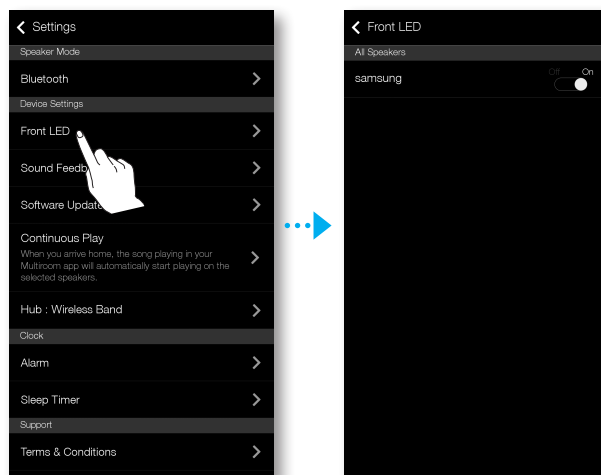 Settings
Speaker Mode
Bluetooth
Device Settings
Front LED
Sound Feedb
Software Update
Continuous Play
When you arrive home, the song playing in your
Multiroom app will automatically start playing on the
selected speakers.
Hub : Wireless Band
Clock
Alarm
Sleep Timer
Support
Terms & Conditions
Front LED
All Speakers
samsung
Off On